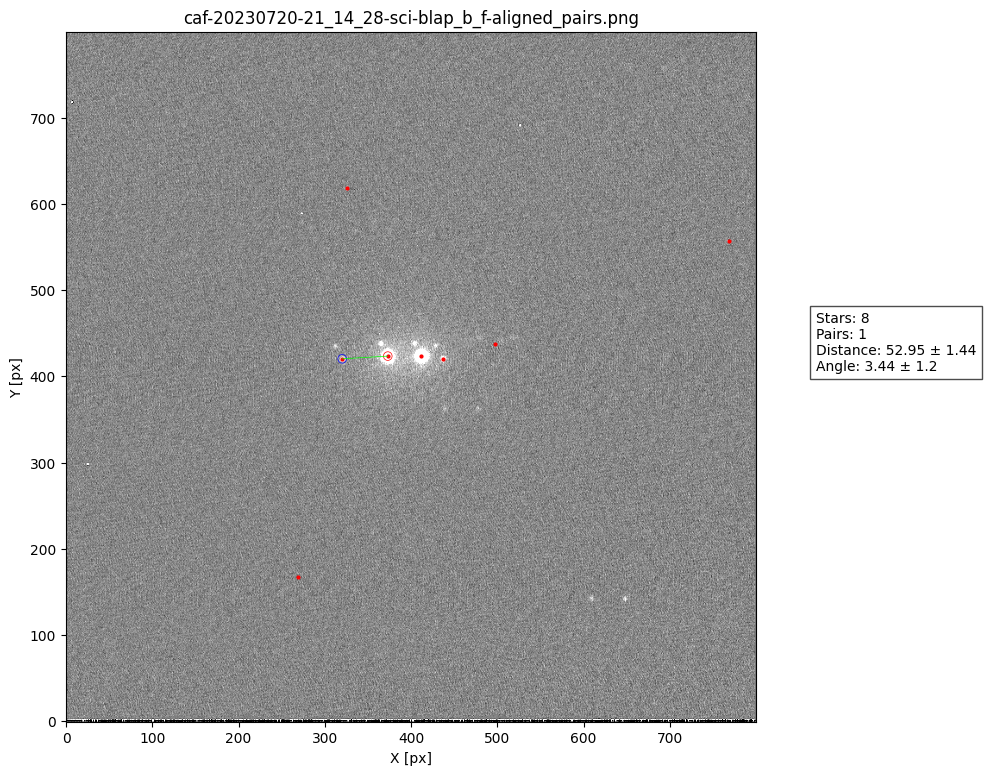 caf-20230720-21_14_28-sci-blap_b_f-aligned_pairs.png
700
600
500
400
300
200
100
0
Y [px]
0 100 200 300 400 500 600 700
X [px]
Stars: 8
Pairs: 1
Distance: 52.95 ± 1.44
Angle: 3.44 ± 1.2